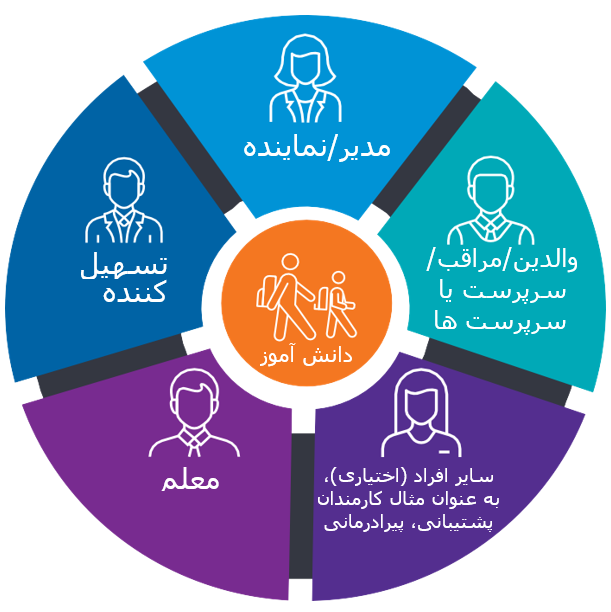 مدیر/نماینده
والدین/مراقب/
سرپرست یا
سرپرست ها
تسهیل
کننده
دانش آموز
سایر افراد (اختیاری)،
به عنوان مثال کارمندان
پشتیبانی، پیرادرمانی
معلم